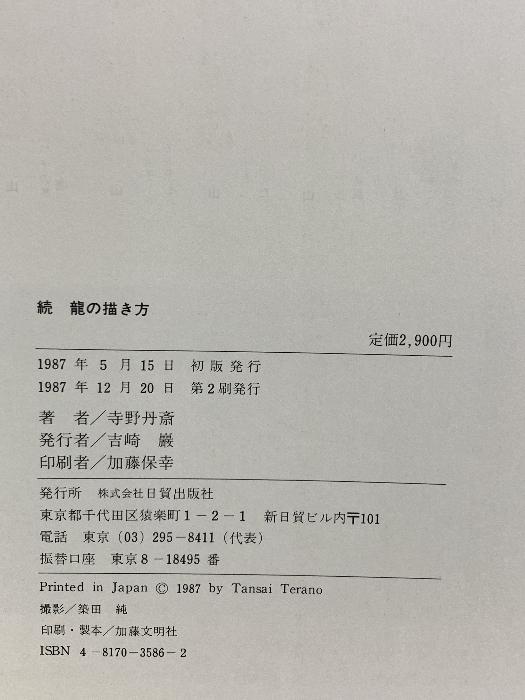 続　龍の描き方
定価2,900円
1987 年 5 月 15 日　初 版 発 行
1987 年 12 月 20 日　第 2 刷発行
著　者／寺野丹斎
発行者／吉崎　巌
印刷者／加藤保幸
発行所　株式会社日貿出版社
東京都千代田区猿楽町 1 − 2 − 1　新日貿ビル内〒101
電話　東京 (03) 295−8411 (代表)
振替口座　東京 8 −18495 番
Printed in Japan © 1987 by Tansai Terano
撮影／築田　純
印刷・製本／加藤文明社
ISBN 4 −8170−3586−2